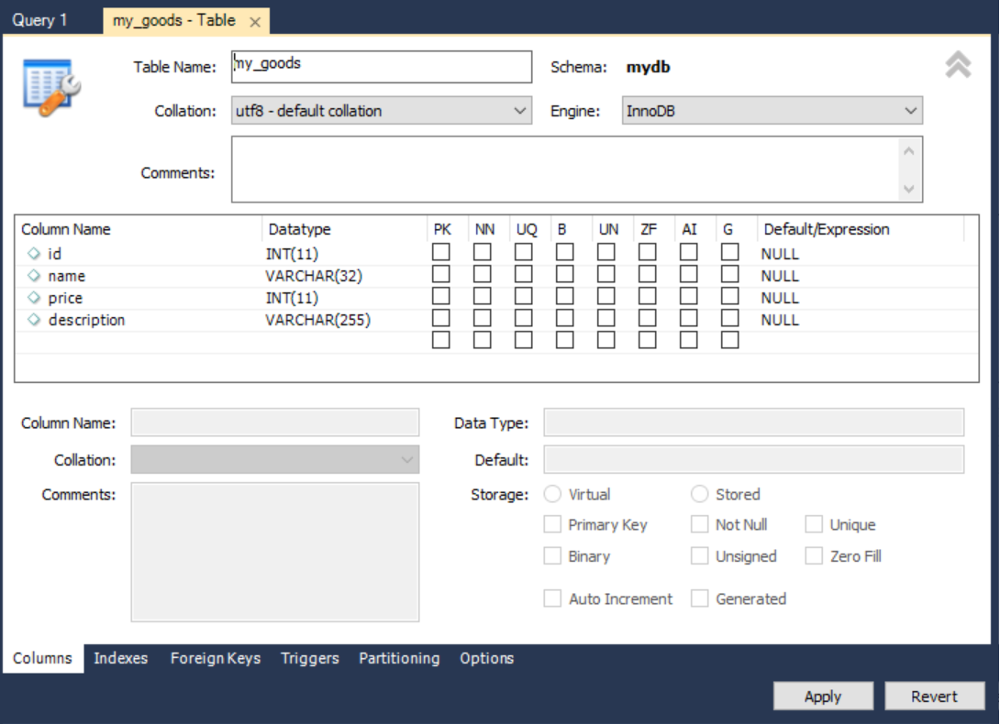 Query 1 my_goods - Table ×
Table Name: my_goods Schema: mydb
Collation: utf8 - default collation Engine: InnoDB
Comments:
Column Name Datatype PK NN UQ B UN ZF AI G Default/Expression
id INT(11) NULL
name VARCHAR(32) NULL
price INT(11) NULL
description VARCHAR(255) NULL
Column Name: Data Type:
Collation: Default:
Comments: Storage: Virtual Stored
Primary Key Not Null Unique
Binary Unsigned Zero Fill
Auto Increment Generated
Columns Indexes Foreign Keys Triggers Partitioning Options
Apply Revert